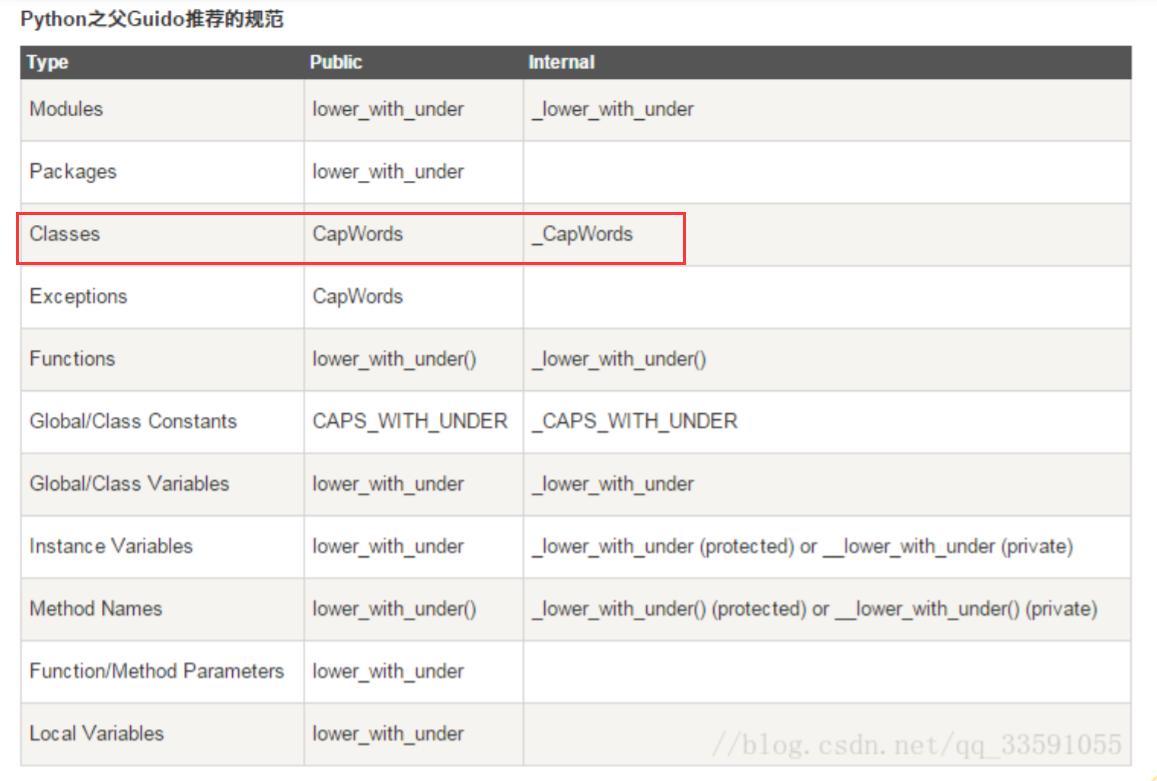 Python之父Guido推荐的规范
Type Public Internal
Modules lower_with_under _lower_with_under
Packages lower_with_under
Classes CapWords _CapWords
Exceptions CapWords
Functions lower_with_under() _lower_with_under()
Global/Class Constants CAPS_WITH_UNDER _CAPS_WITH_UNDER
Global/Class Variables lower_with_under _lower_with_under
Instance Variables lower_with_under _lower_with_under (protected) or __lower_with_under (private)
Method Names lower_with_under() _lower_with_under() (protected) or __lower_with_under() (private)
Function/Method Parameters lower_with_under
Local Variables lower_with_under
//blog.csdn.net/qq_33591055